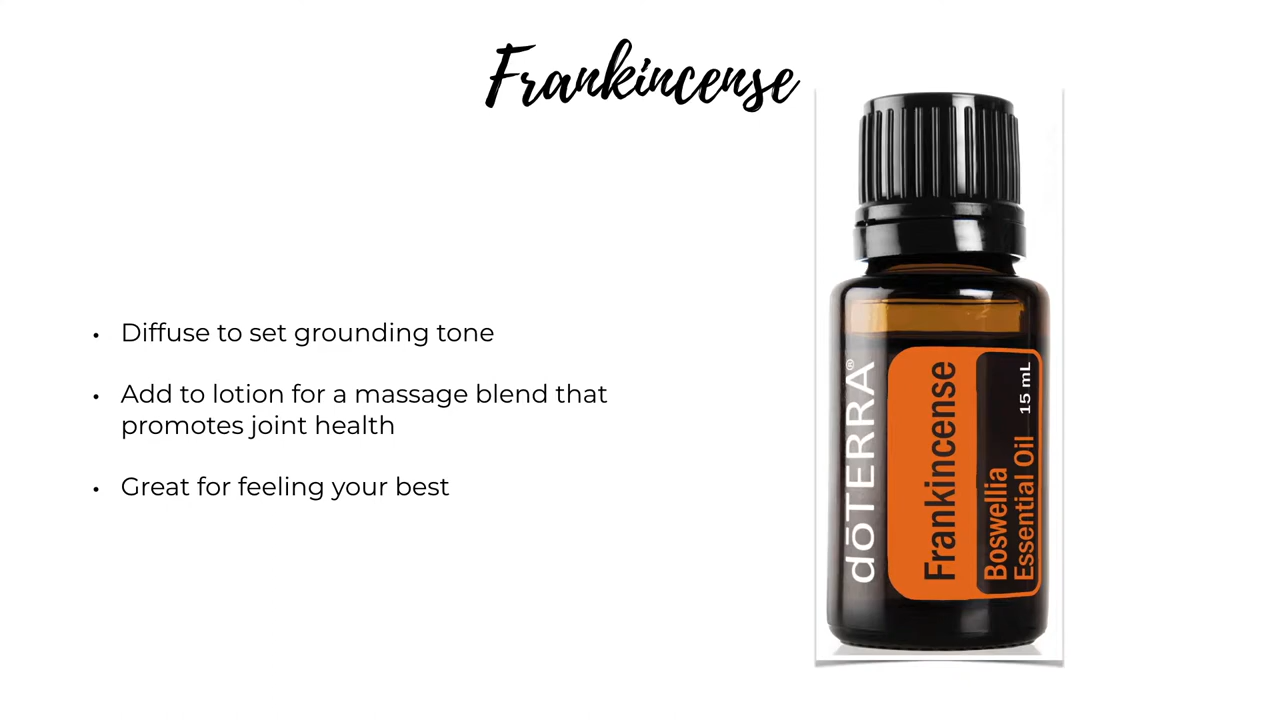 Frankincense
• Diffuse to set grounding tone
• Add to lotion for a massage blend that
promotes joint health
• Great for feeling your best
dōTERRA®
Frankincense
Boswellia
Essential Oil 15 mL